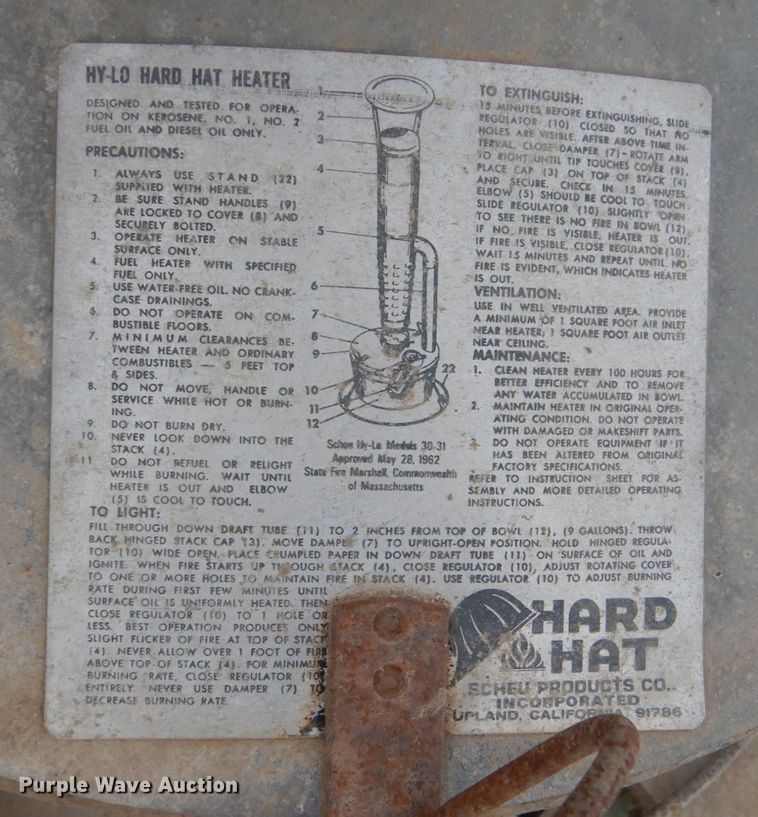 HY-LO HARD HAT HEATER
DESIGNED AND TESTED FOR OPERA-
TION ON KEROSENE, NO. 1, NO. 2
FUEL OIL AND DIESEL OIL ONLY.
PRECAUTIONS:
1. ALWAYS USE STAND (22)
SUPPLIED WITH HEATER.
2. BE SURE STAND HANDLES (9)
ARE LOCKED TO COVER (8) AND
SECURELY BOLTED.
3. OPERATE HEATER ON STABLE
SURFACE ONLY.
4. FUEL HEATER WITH SPECIFIED
FUEL ONLY.
5. USE WATER-FREE OIL. NO CRANK-
CASE DRAININGS.
6. DO NOT OPERATE ON COM-
BUSTIBLE FLOORS.
7. MINIMUM CLEARANCES BE-
TWEEN HEATER AND ORDINARY
COMBUSTIBLES — 5 FEET TOP
& SIDES.
8. DO NOT MOVE, HANDLE OR
SERVICE WHILE HOT OR BURN-
ING.
9. DO NOT BURN DRY.
10. NEVER LOOK DOWN INTO THE
STACK (4).
11. DO NOT REFUEL OR RELIGHT
WHILE BURNING. WAIT UNTIL
HEATER IS OUT AND ELBOW
(5) IS COOL TO TOUCH.
1
2
3
4
5
6
7
8
9
10
11
12
22
Scheu Hy-Lo Models 30-31
Approved May 28, 1962
State Fire Marshall, Commonwealth
of Massachusetts
TO EXTINGUISH:
15 MINUTES BEFORE EXTINGUISHING, SLIDE
REGULATOR (10) CLOSED SO THAT NO
HOLES ARE VISIBLE. AFTER ABOVE TIME IN-
TERVAL, CLOSE DAMPER (7)-ROTATE ARM
TO RIGHT UNTIL TIP TOUCHES COVER (8).
PLACE CAP (3) ON TOP OF STACK (4)
AND SECURE. CHECK IN 15 MINUTES.
ELBOW (5) SHOULD BE COOL TO TOUCH.
SLIDE REGULATOR (10) SLIGHTLY OPEN
TO SEE THERE IS NO FIRE IN BOWL (12).
IF NO FIRE IS VISIBLE, HEATER IS OUT.
IF FIRE IS VISIBLE, CLOSE REGULATOR (10)
WAIT 15 MINUTES AND REPEAT UNTIL NO
FIRE IS EVIDENT, WHICH INDICATES HEATER
IS OUT.
VENTILATION:
USE IN WELL VENTILATED AREA. PROVIDE
A MINIMUM OF 1 SQUARE FOOT AIR INLET
NEAR HEATER; 1 SQUARE FOOT AIR OUTLET
NEAR CEILING.
MAINTENANCE:
1. CLEAN HEATER EVERY 100 HOURS FOR
BETTER EFFICIENCY AND TO REMOVE
ANY WATER ACCUMULATED IN BOWL.
2. MAINTAIN HEATER IN ORIGINAL OPER-
ATING CONDITION. DO NOT OPERATE
WITH DAMAGED OR MAKESHIFT PARTS.
3. DO NOT OPERATE EQUIPMENT IF IT
HAS BEEN ALTERED FROM ORIGINAL
FACTORY SPECIFICATIONS.
REFER TO INSTRUCTION SHEET FOR AS-
SEMBLY AND MORE DETAILED OPERATING
INSTRUCTIONS.
TO LIGHT:
FILL THROUGH DOWN DRAFT TUBE (11) TO 2 INCHES FROM TOP OF BOWL (12), (9 GALLONS). THROW
BACK HINGED STACK CAP (3). MOVE DAMPER (7) TO UPRIGHT-OPEN POSITION. HOLD HINGED REGULA-
TOR (10) WIDE OPEN. PLACE CRUMPLED PAPER IN DOWN DRAFT TUBE (11) ON SURFACE OF OIL AND
IGNITE. WHEN FIRE STARTS UP THROUGH STACK (4), CLOSE REGULATOR (10), ADJUST ROTATING COVER
TO ONE OR MORE HOLES TO MAINTAIN FIRE IN STACK (4). USE REGULATOR (10) TO ADJUST BURNING
RATE DURING FIRST FEW MINUTES UNTIL
SURFACE OIL IS UNIFORMLY HEATED. THEN
CLOSE REGULATOR (10) TO 1 HOLE OR
LESS. BEST OPERATION PRODUCES ONLY
SLIGHT FLICKER OF FIRE AT TOP OF STACK
(4). NEVER ALLOW OVER 1 FOOT OF FIRE
ABOVE TOP OF STACK (4). FOR MINIMUM
BURNING RATE, CLOSE REGULATOR (10)
ENTIRELY. NEVER USE DAMPER (7) TO
DECREASE BURNING RATE.
HARD
HAT
SCHEU PRODUCTS CO.,
INCORPORATED
UPLAND, CALIFORNIA 91786
Purple Wave Auction